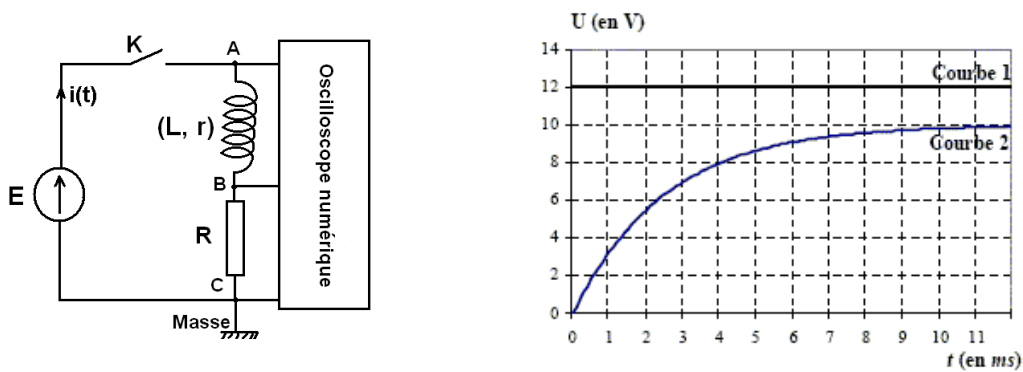 K
A
i(t)
(L, r)
B
E
R
C
Masse
Oscilloscope numérique
U (en V)
14
12
10
8
6
4
2
0
Courbe 1
Courbe 2
0 1 2 3 4 5 6 7 8 9 10 11
t (en ms)